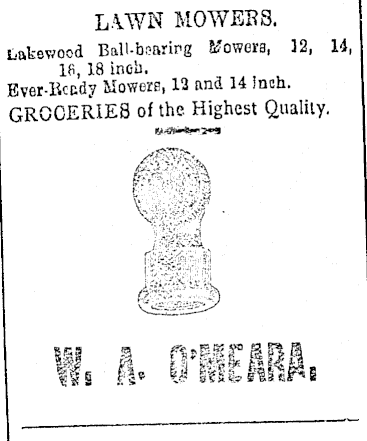 LAWN MOWERS.
Lakewood Ball-bearing Mowers, 12, 14,
16, 18 inch.
Ever-Ready Mowers, 12 and 14 inch.
GROCERIES of the Highest Quality.
W. A. O'MEARA.